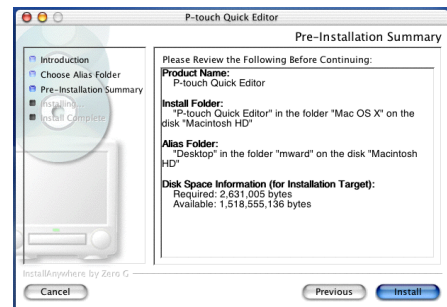 P-touch Quick Editor
Pre-Installation Summary
Introduction
Choose Alias Folder
Pre-Installation Summary
Installing...
Install Complete
Please Review the Following Before Continuing:
Product Name:
P-touch Quick Editor
Install Folder:
"P-touch Quick Editor" in the folder "Mac OS X" on the
disk "Macintosh HD"
Alias Folder:
"Desktop" in the folder "mward" on the disk "Macintosh
HD"
Disk Space Information (for Installation Target):
Required: 2,631,005 bytes
Available: 1,518,555,136 bytes
InstallAnywhere by Zero G
Cancel
Previous
Install